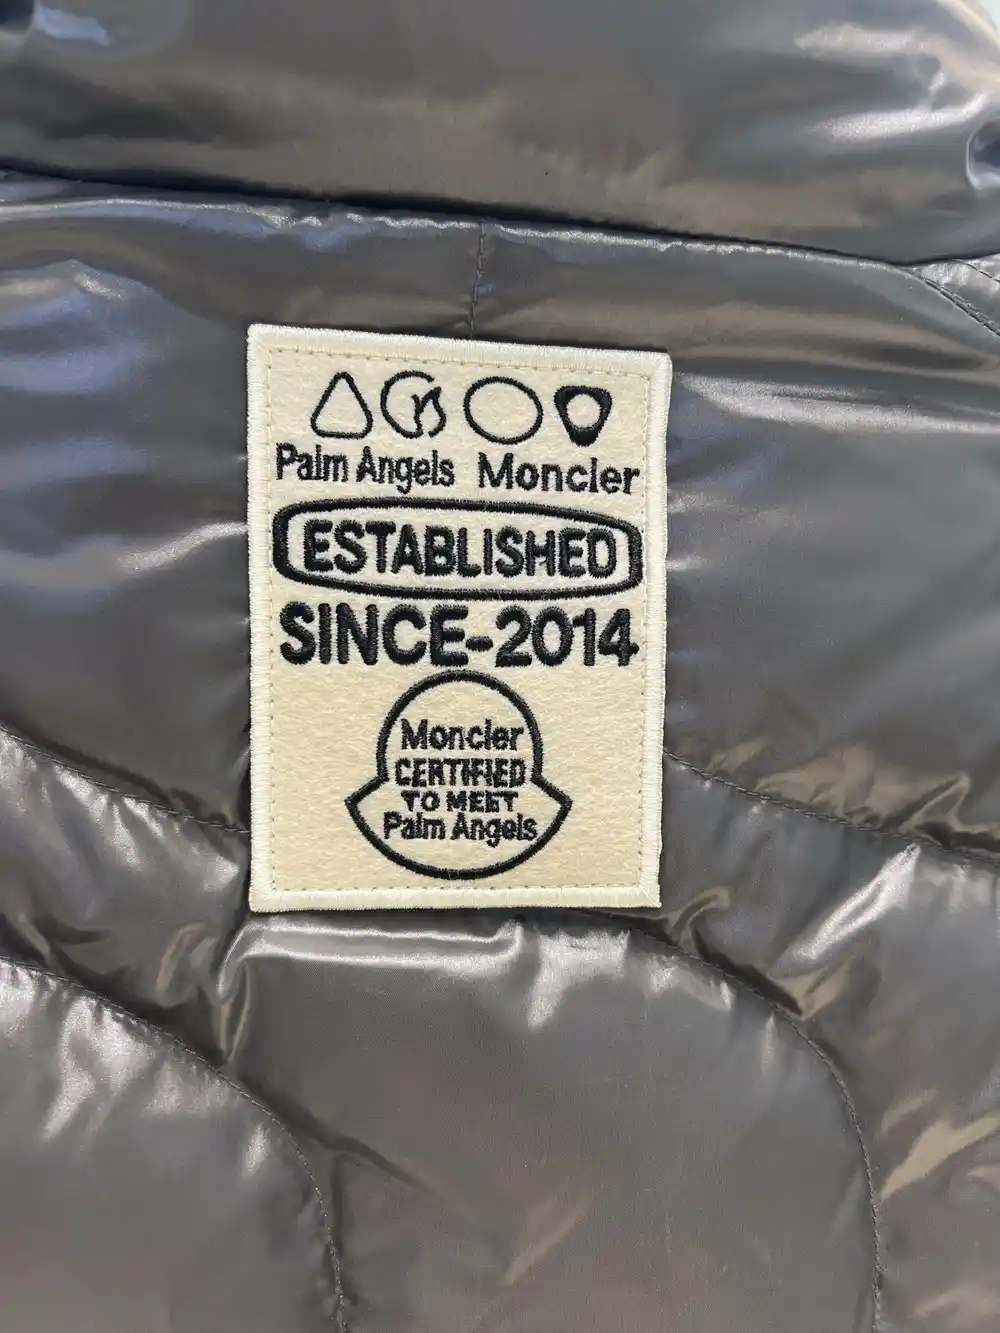 Palm Angels Moncler
ESTABLISHED
SINCE-2014
Moncler
CERTIFIED
TO MEET
Palm Angels